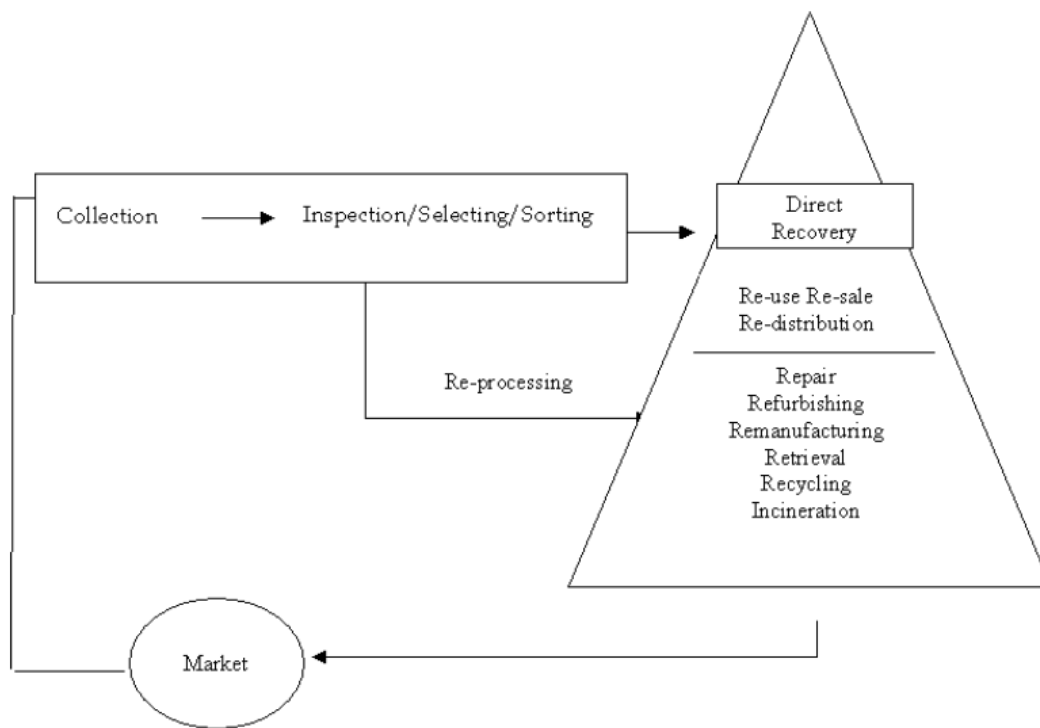 Collection
Inspection/Selecting/Sorting
Direct
Recovery
Re-use Re-sale
Re-distribution
Re-processing
Repair
Refurbishing
Remanufacturing
Retrieval
Recycling
Incineration
Market